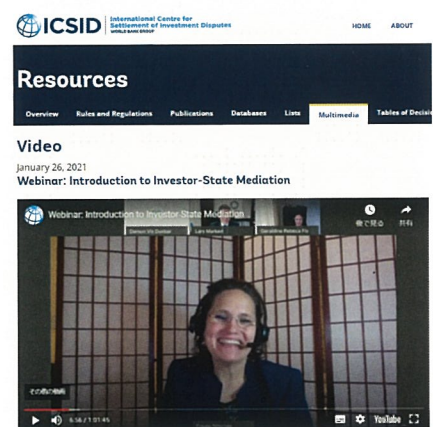 ICSID
International Centre for
Settlement of Investment Disputes
WORLD BANK GROUP
HOME ABOUT
Resources
Overview Rules and Regulations Publications Databases Lists Multimedia Tables of Decisi
Video
January 26, 2021
Webinar: Introduction to Investor-State Mediation
Webinar: Introduction to Investor-State Mediation
後で見る 共有
Lars Markert
その他の動画
6:56 / 1:01:45
YouTube